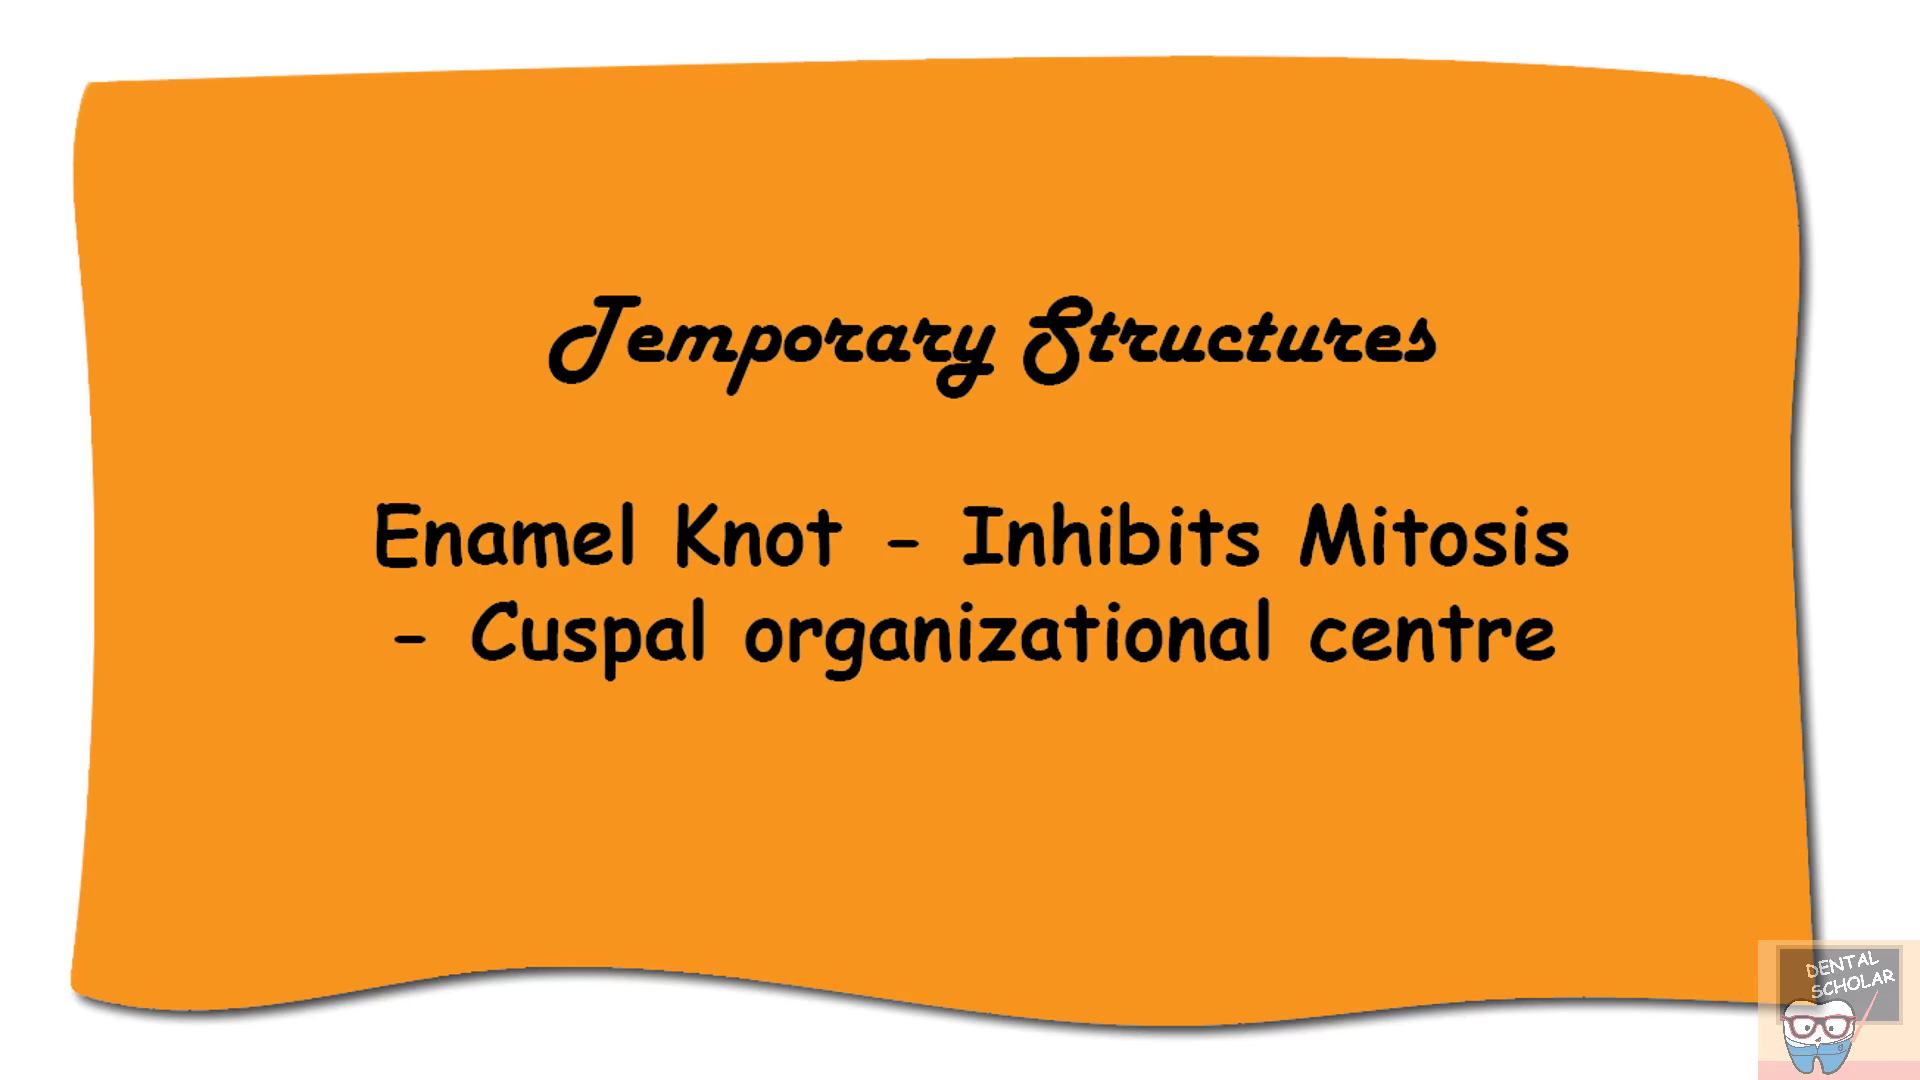 Temporary Structures
Enamel Knot - Inhibits Mitosis
- Cuspal organizational centre
DENTAL
SCHOLAR